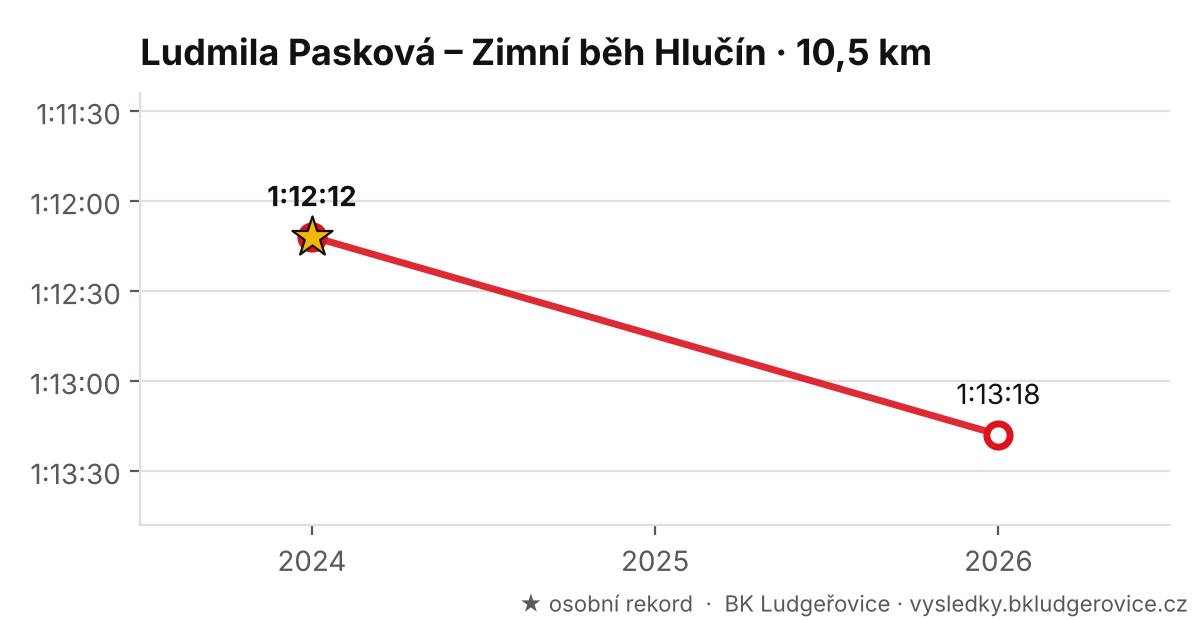 Ludmila Pasková – Zimní běh Hlučín · 10,5 km
1:11:30
1:12:00
1:12:12
1:12:30
1:13:00
1:13:18
1:13:30
2024 2025 2026
★ osobní rekord · BK Ludgeřovice · vysledky.bkludgerovice.cz